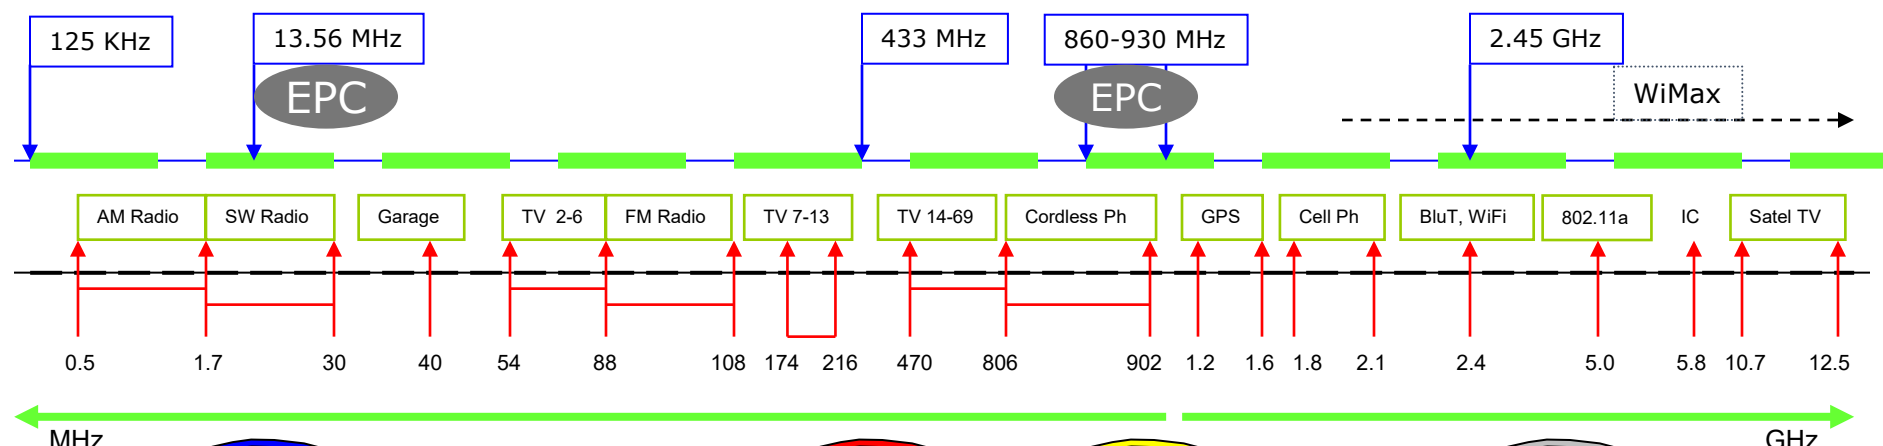 125 KHz 13.56 MHz 433 MHz 860-930 MHz 2.45 GHz
EPC EPC WiMax
AM Radio SW Radio Garage TV 2-6 FM Radio TV 7-13 TV 14-69 Cordless Ph GPS Cell Ph BluT, WiFi 802.11a IC Satel TV
0.5 1.7 30 40 54 88 108 174 216 470 806 902 1.2 1.6 1.8 2.1 2.4 5.0 5.8 10.7 12.5
MHz GHz